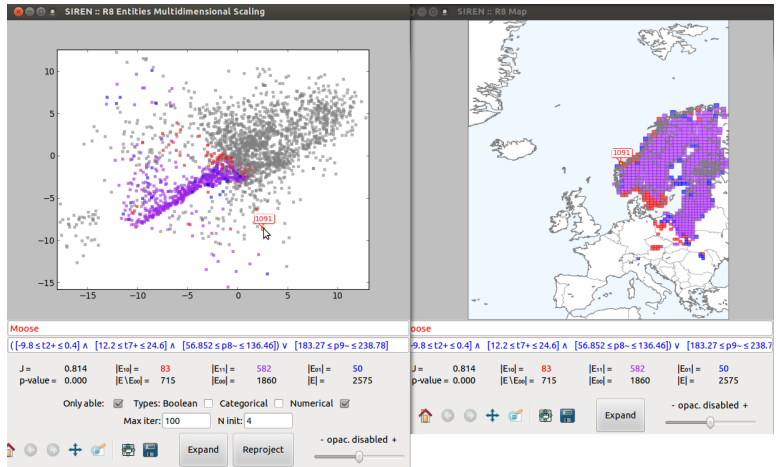 SIREN :: R8 Entities Multidimensional Scaling
10
5
0
−5
−10
−15
−15
−10
−5
0
5
10
1091
Moose
( [-9.8 ≤ t2+ ≤ 0.4] ∧ [12.2 ≤ t7+ ≤ 24.6] ∧ [56.852 ≤ p8~ ≤ 136.46]) ∨ [183.27 ≤ p9~ ≤ 238.78]
J = 0.814 |E₁₀| = 83 |E₁₁| = 582 |E₀₁| = 50
p-value = 0.000 |E\E₀₀| = 715 |E₀₀| = 1860 |E| = 2575
Only able: Types: Boolean Categorical Numerical
Max iter: 100 N init: 4
Expand Reproject - opac. disabled +
SIREN :: R8 Map
1091
oose
-9.8 ≤ t2+ ≤ 0.4] ∧ [12.2 ≤ t7+ ≤ 24.6] ∧ [56.852 ≤ p8~ ≤ 136.46]) ∨ [183.27 ≤ p9~ ≤ 238.7
J = 0.814 |E₁₀| = 83 |E₁₁| = 582 |E₀₁| = 50
p-value = 0.000 |E\E₀₀| = 715 |E₀₀| = 1860 |E| = 2575
Expand - opac. disabled +